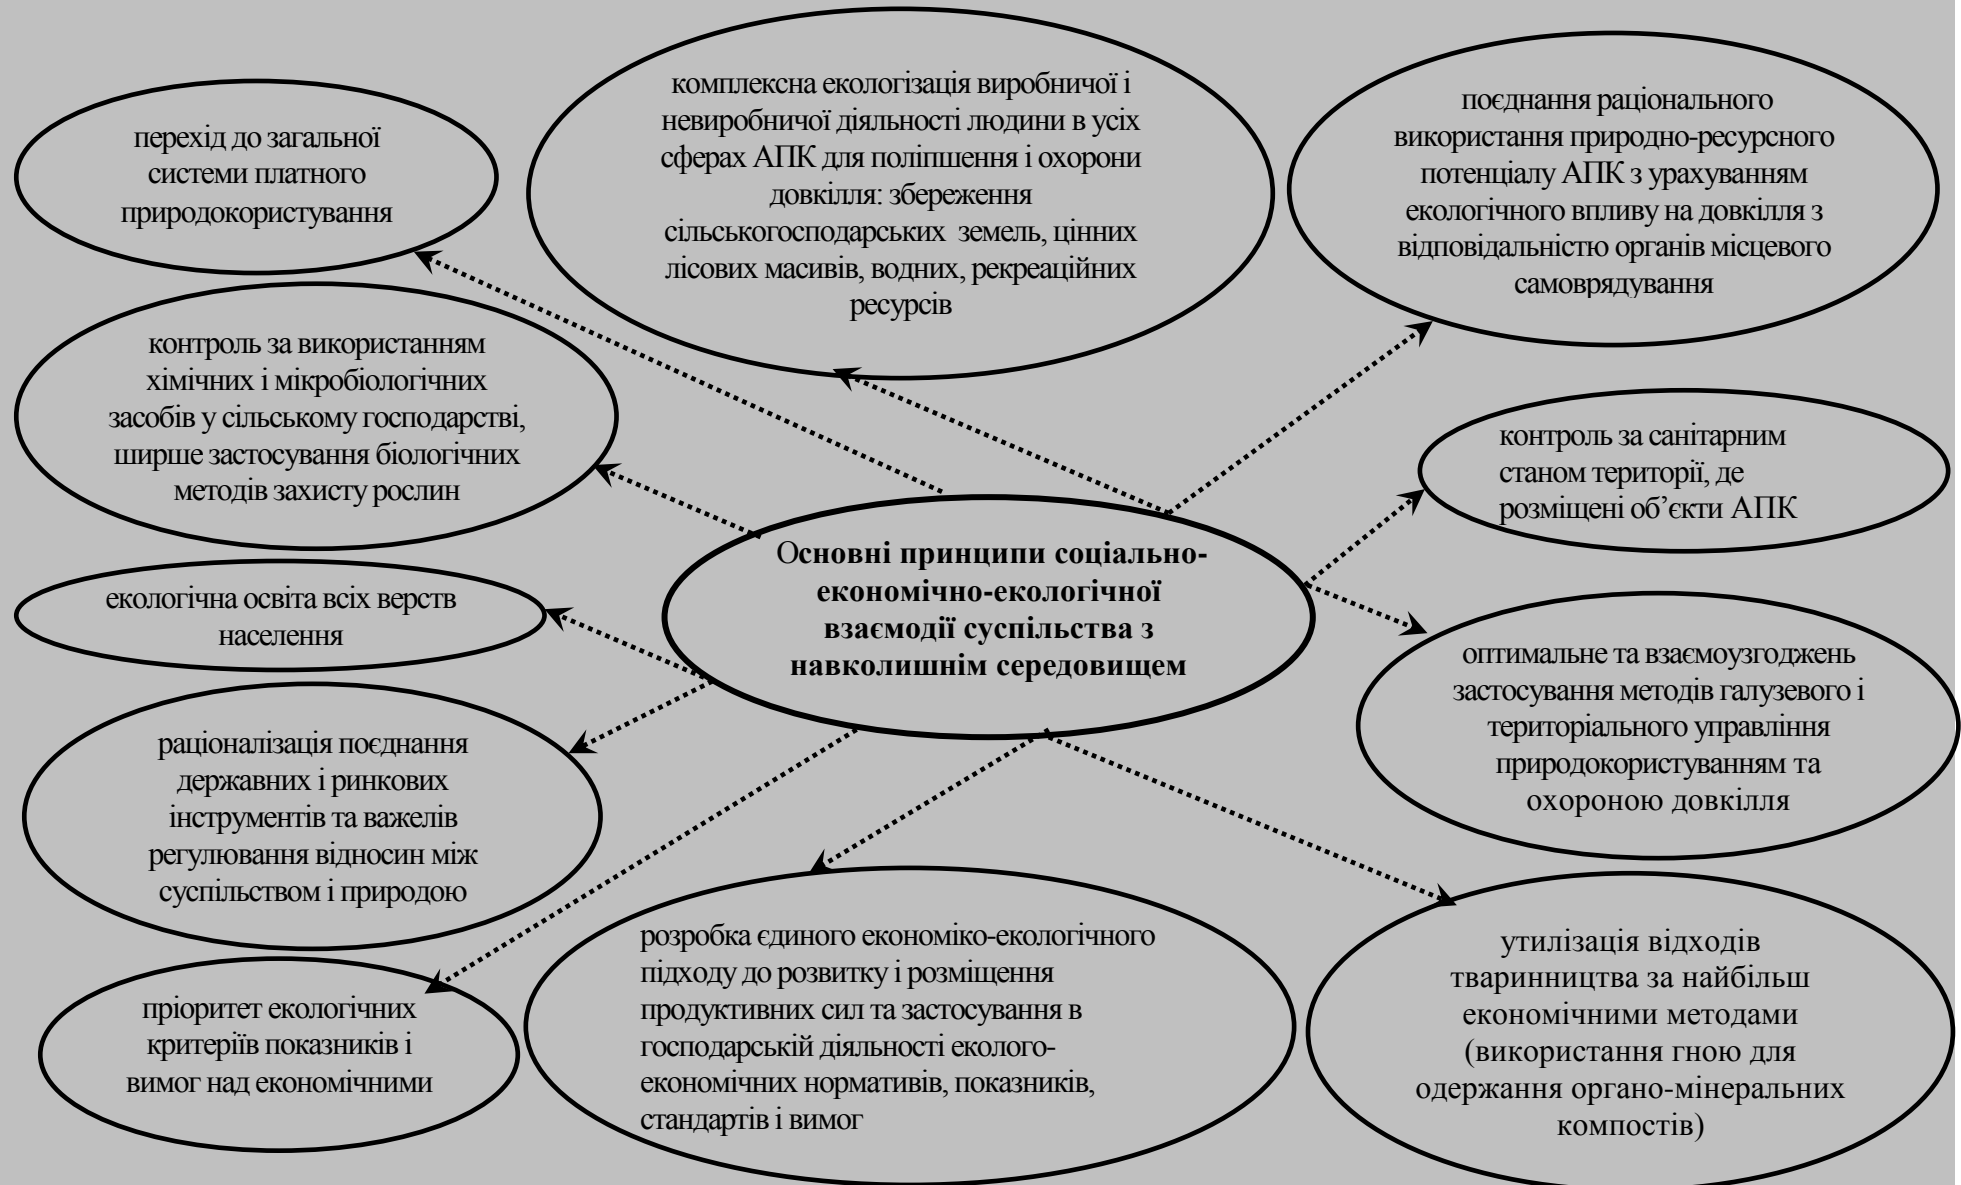 перехід до загальної
системи платного
природокористування
комплексна екологізація виробничої і
невиробничої діяльності людини в усіх
сферах АПК для поліпшення і охорони
довкілля: збереження
сільськогосподарських земель, цінних
лісових масивів, водних, рекреаційних
ресурсів
поєднання раціонального
використання природно-ресурсного
потенціалу АПК з урахуванням
екологічного впливу на довкілля з
відповідальністю органів місцевого
самоврядування
контроль за використанням
хімічних і мікробіологічних
засобів у сільському господарстві,
ширше застосування біологічних
методів захисту рослин
контроль за санітарним
станом території, де
розміщені об’єкти АПК
Основні принципи соціально-
економічно-екологічної
взаємодії суспільства з
навколишнім середовищем
екологічна освіта всіх верств
населення
оптимальне та взаємоузгоджень
застосування методів галузевого і
територіального управління
природокористуванням та
охороною довкілля
раціоналізація поєднання
державних і ринкових
інструментів та важелів
регулювання відносин між
суспільством і природою
пріоритет екологічних
критеріїв показників і
вимог над економічними
розробка єдиного економіко-екологічного
підходу до розвитку і розміщення
продуктивних сил та застосування в
господарській діяльності еколого-
економічних нормативів, показників,
стандартів і вимог
утилізація відходів
тваринництва за найбільш
економічними методами
(використання гною для
одержання органо-мінеральних
компостів)